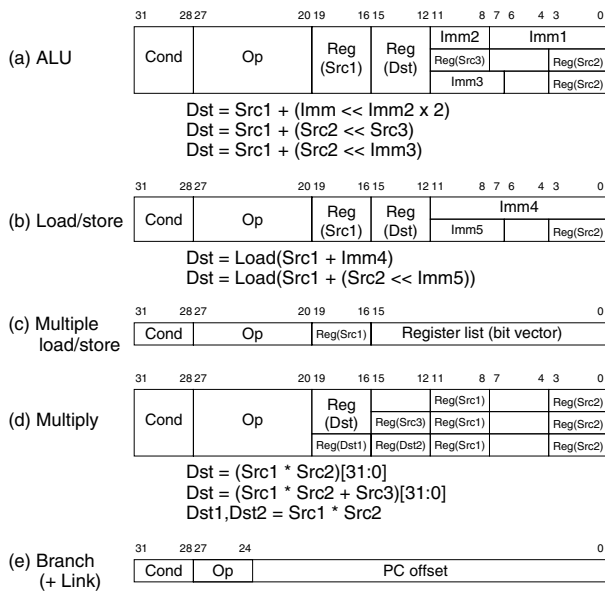 31 28 27 20 19 16 15 12 11 8 7 6 4 3 0
(a) ALU
Cond Op Reg (Src1) Reg (Dst) Imm2 Imm1
Reg(Src3) Reg(Src2)
Imm3 Reg(Src2)
Dst = Src1 + (Imm << Imm2 x 2)
Dst = Src1 + (Src2 << Src3)
Dst = Src1 + (Src2 << Imm3)
31 28 27 20 19 16 15 12 11 8 7 6 4 3 0
(b) Load/store
Cond Op Reg (Src1) Reg (Dst) Imm4
Imm5 Reg(Src2)
Dst = Load(Src1 + Imm4)
Dst = Load(Src1 + (Src2 << Imm5))
31 28 27 20 19 16 15 0
(c) Multiple load/store
Cond Op Reg(Src1) Register list (bit vector)
31 28 27 20 19 16 15 12 11 8 7 4 3 0
(d) Multiply
Cond Op Reg (Dst) Reg(Src1) Reg(Src2)
Reg(Src3) Reg(Src1) Reg(Src2)
Reg(Dst1) Reg(Dst2) Reg(Src1) Reg(Src2)
Dst = (Src1 * Src2)[31:0]
Dst = (Src1 * Src2 + Src3)[31:0]
Dst1,Dst2 = Src1 * Src2
31 28 27 24 0
(e) Branch (+ Link)
Cond Op PC offset